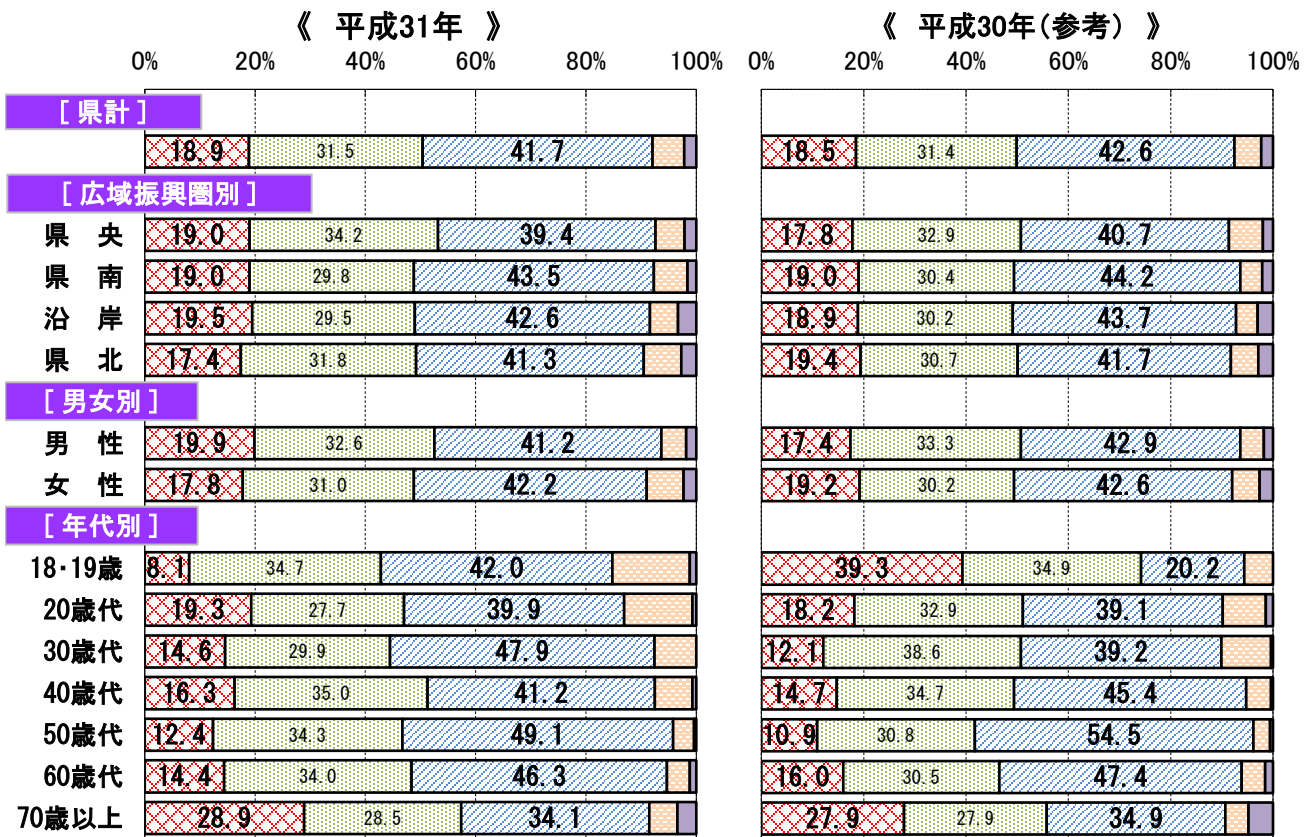 《 平成31年 》 《 平成30年(参考) 》
0% 20% 40% 60% 80% 100% 0% 20% 40% 60% 80% 100%
[ 県計 ]
18.9 31.5 41.7 18.5 31.4 42.6
[ 広域振興圏別 ]
県 央 19.0 34.2 39.4 17.8 32.9 40.7
県 南 19.0 29.8 43.5 19.0 30.4 44.2
沿 岸 19.5 29.5 42.6 18.9 30.2 43.7
県 北 17.4 31.8 41.3 19.4 30.7 41.7
[ 男女別 ]
男 性 19.9 32.6 41.2 17.4 33.3 42.9
女 性 17.8 31.0 42.2 19.2 30.2 42.6
[ 年代別 ]
18・19歳 8.1 34.7 42.0 39.3 34.9 20.2
20歳代 19.3 27.7 39.9 18.2 32.9 39.1
30歳代 14.6 29.9 47.9 12.1 38.6 39.2
40歳代 16.3 35.0 41.2 14.7 34.7 45.4
50歳代 12.4 34.3 49.1 10.9 30.8 54.5
60歳代 14.4 34.0 46.3 16.0 30.5 47.4
70歳以上 28.9 28.5 34.1 27.9 27.9 34.9